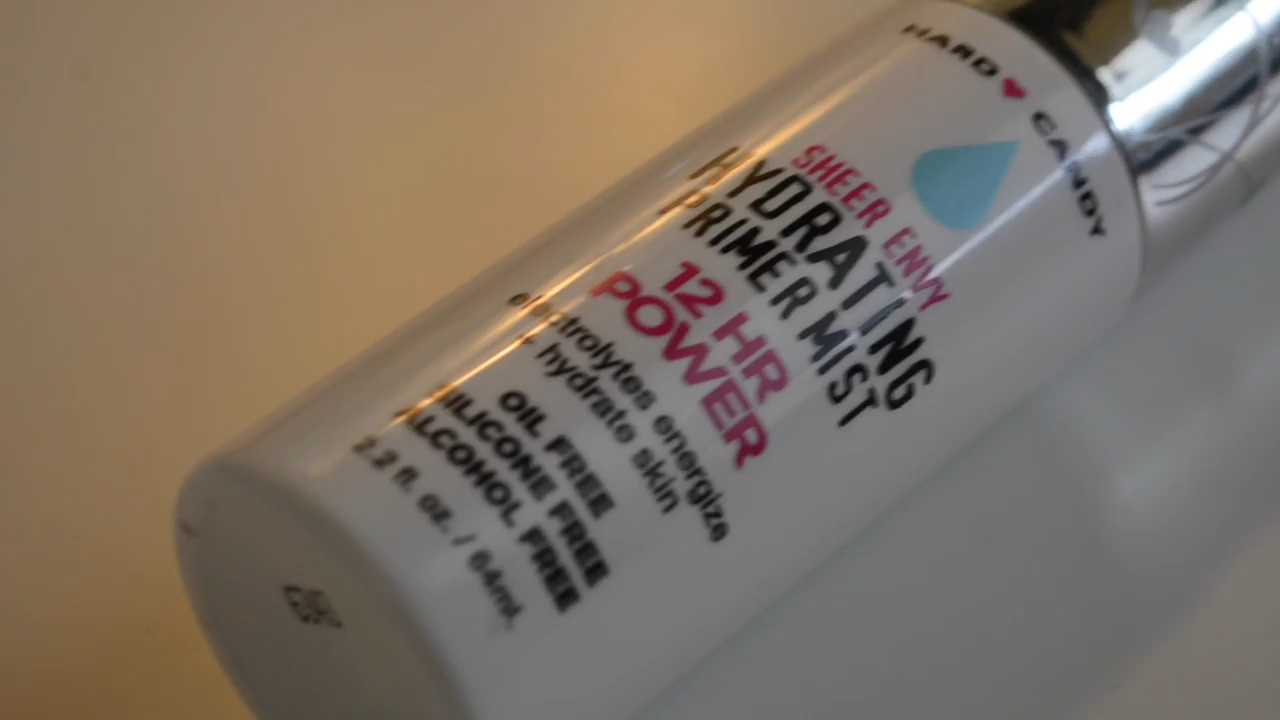 HARD CANDY
SHEER ENVY
HYDRATING
PRIMER MIST
12 HR
POWER
electrolytes energize
+ hydrate skin
OIL FREE
SILICONE FREE
ALCOHOL FREE
2.2 fl. oz. / 64mL